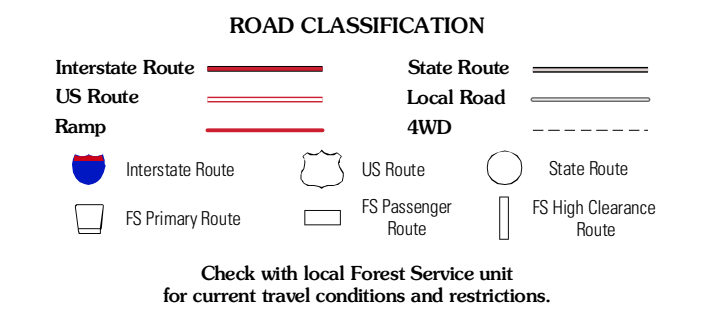 ROAD CLASSIFICATION
Interstate Route
State Route
US Route
Local Road
Ramp
4WD
Interstate Route
US Route
State Route
FS Primary Route
FS Passenger
Route
FS High Clearance
Route
Check with local Forest Service unit
for current travel conditions and restrictions.